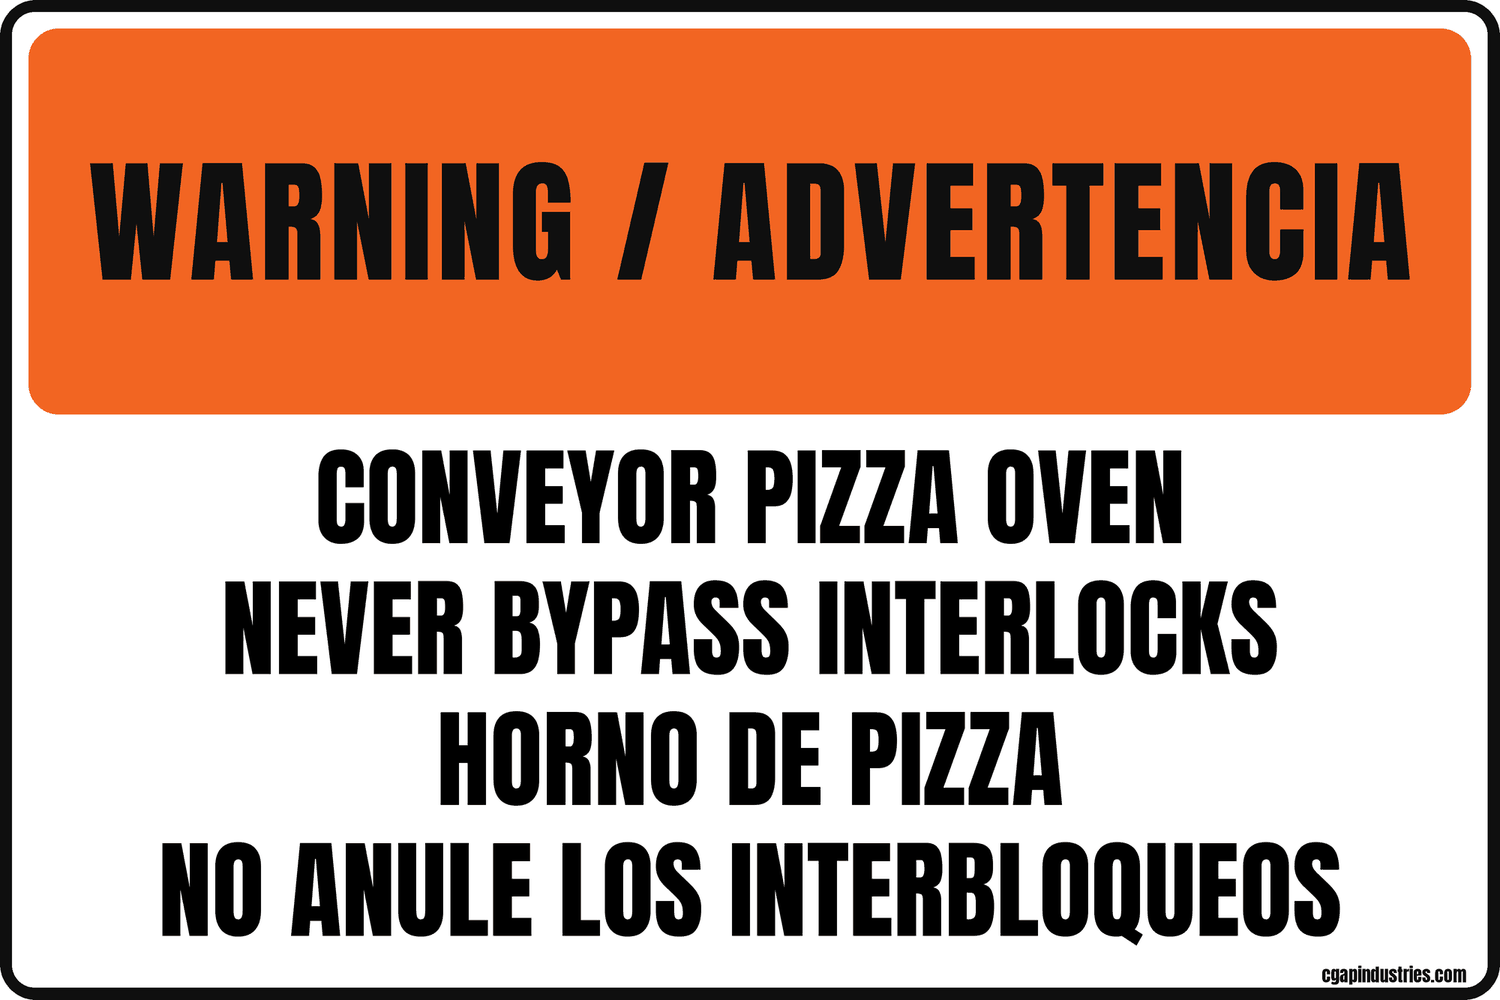 WARNING / ADVERTENCIA
CONVEYOR PIZZA OVEN
NEVER BYPASS INTERLOCKS
HORNO DE PIZZA
NO ANULE LOS INTERBLOQUEOS
cgapindustries.com